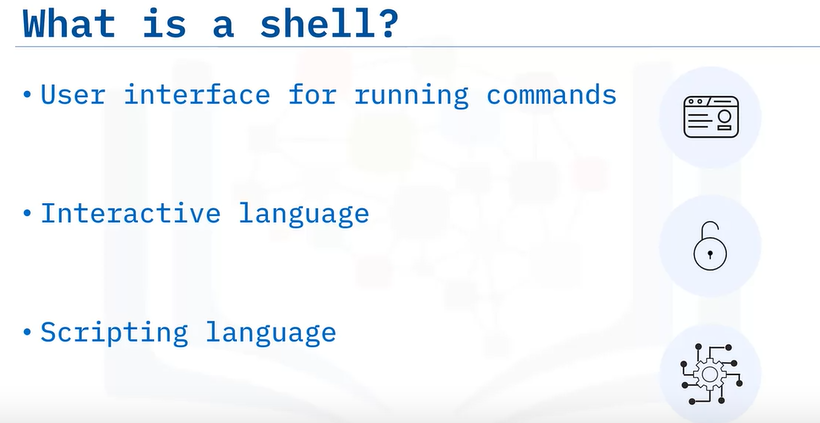 What is a shell?
• User interface for running commands
• Interactive language
• Scripting language